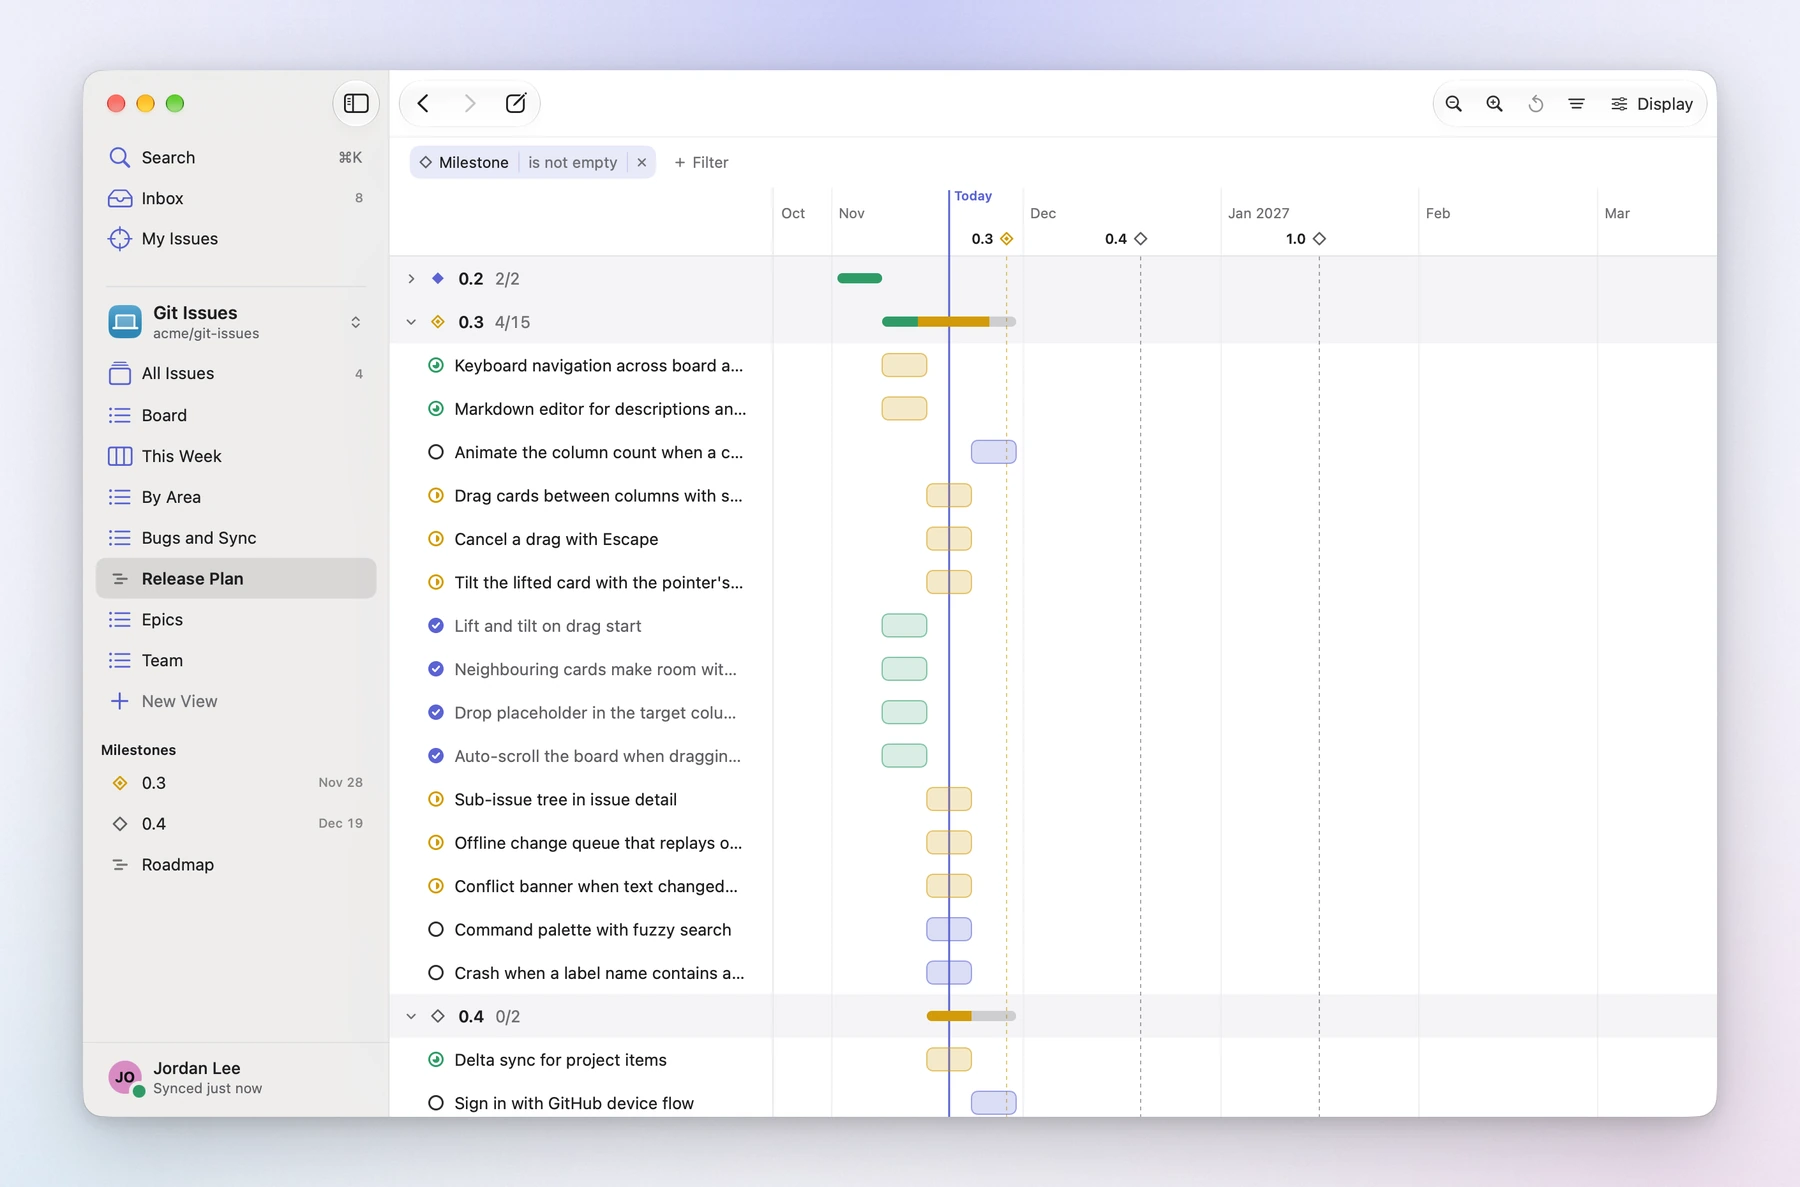 Search ⌘K
Inbox 8
My Issues
Git Issues
acme/git-issues
All Issues 4
Board
This Week
By Area
Bugs and Sync
Release Plan
Epics
Team
New View
Milestones
0.3 Nov 28
0.4 Dec 19
Roadmap
JO
Jordan Lee
Synced just now
Display
Milestone is not empty × + Filter
Today
Oct Nov Dec Jan 2027 Feb Mar
0.3 0.4 1.0
0.2 2/2
0.3 4/15
Keyboard navigation across board a...
Markdown editor for descriptions an...
Animate the column count when a c...
Drag cards between columns with s...
Cancel a drag with Escape
Tilt the lifted card with the pointer's...
Lift and tilt on drag start
Neighbouring cards make room wit...
Drop placeholder in the target colu...
Auto-scroll the board when draggin...
Sub-issue tree in issue detail
Offline change queue that replays o...
Conflict banner when text changed...
Command palette with fuzzy search
Crash when a label name contains a...
0.4 0/2
Delta sync for project items
Sign in with GitHub device flow